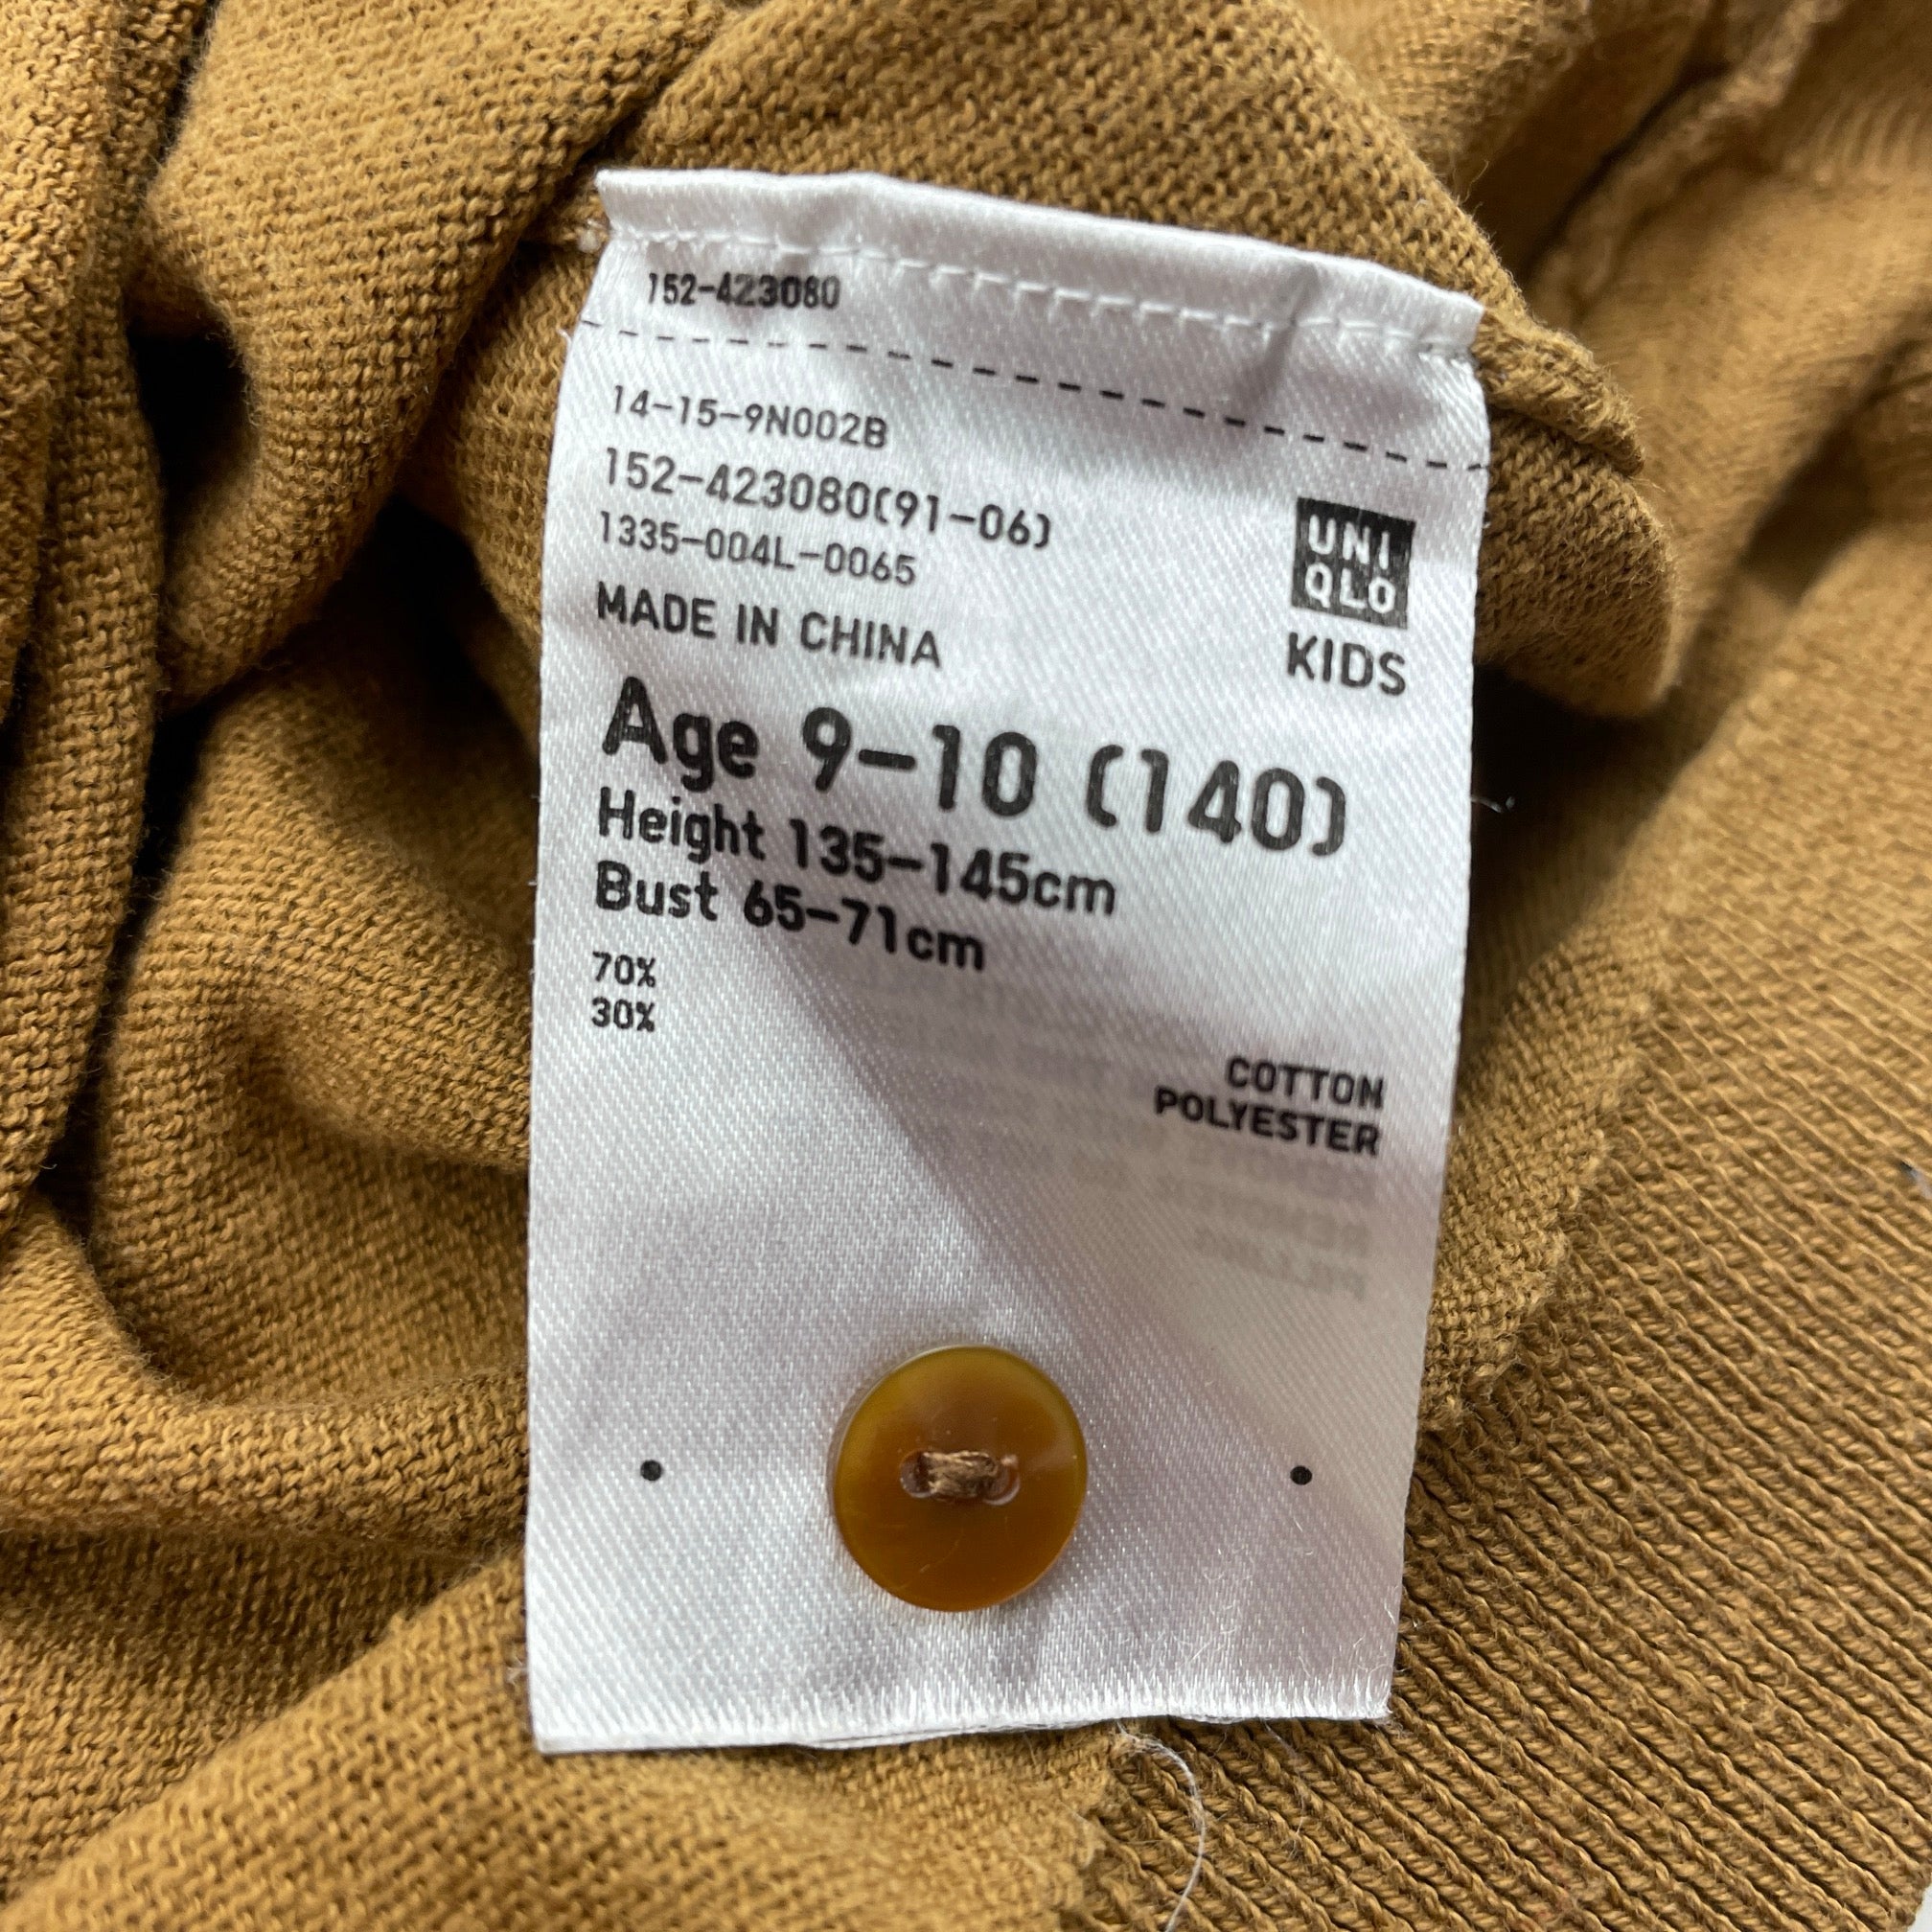 152-423080
14-15-9N002B
152-423080(91-06)
1335-004L-0065
MADE IN CHINA
UNI
QLO
KIDS
Age 9-10 (140)
Height 135-145cm
Bust 65-71cm
70%
30%
COTTON
POLYESTER